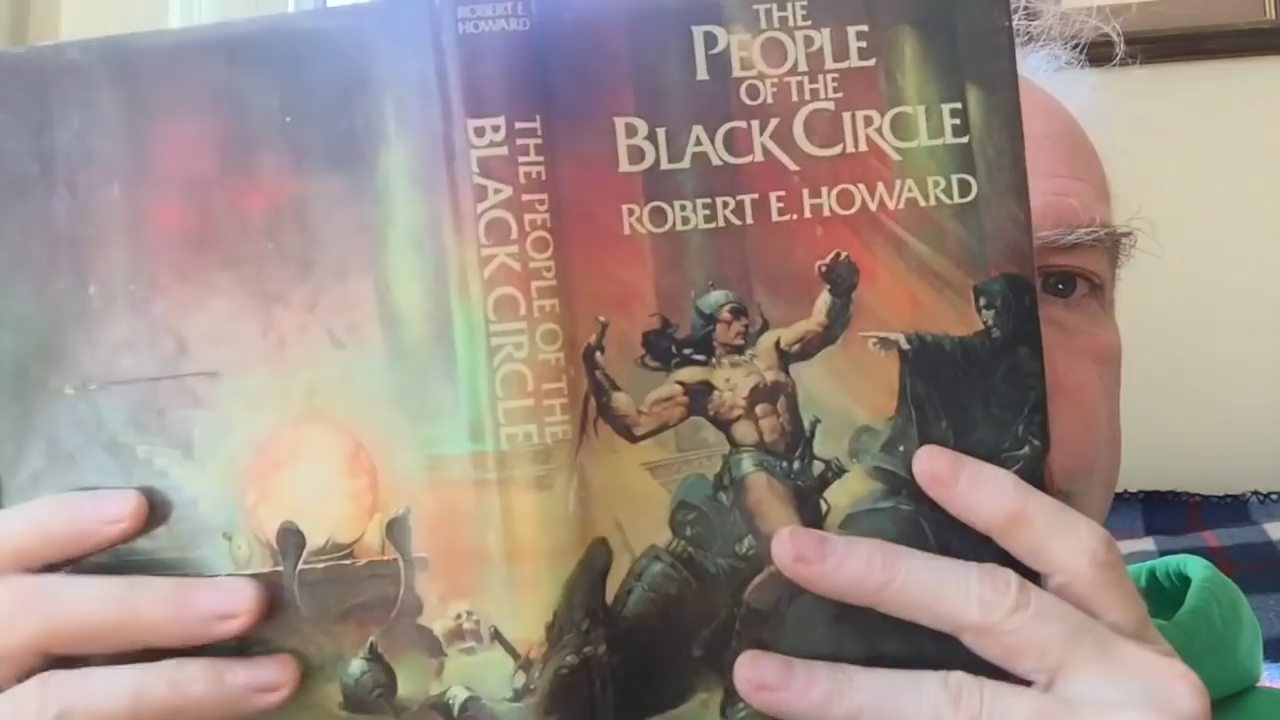 ROBERT E.
HOWARD
THE PEOPLE OF THE
BLACK CIRCLE
THE
PEOPLE
OF THE
BLACK CIRCLE
ROBERT E. HOWARD